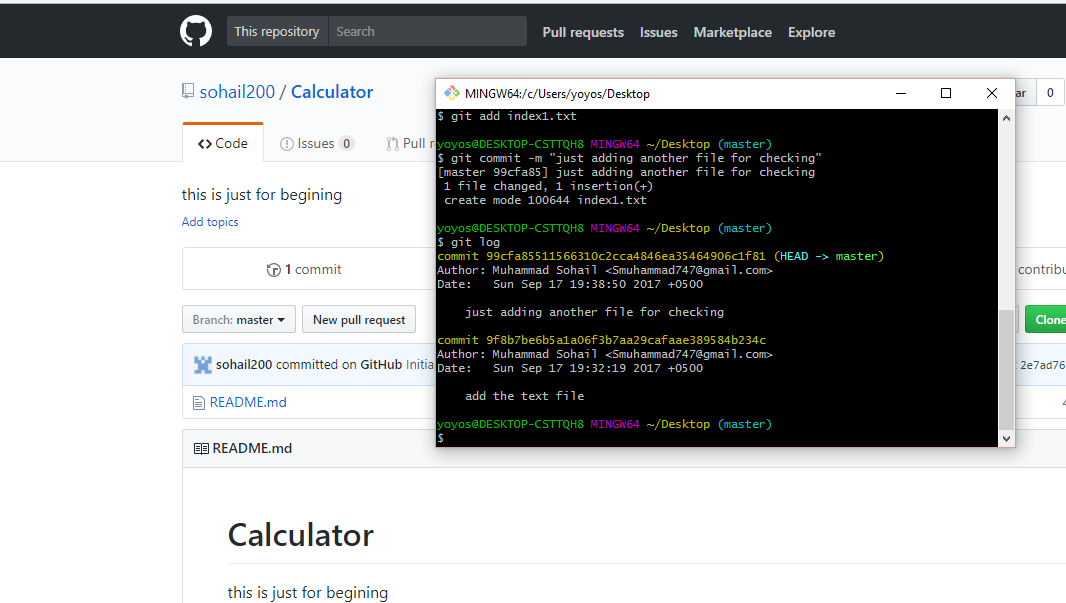 This repository Search Pull requests Issues Marketplace Explore
sohail200 / Calculator
ar 0
Code Issues 0 Pull r
this is just for begining
Add topics
1 commit
contribu
Branch: master New pull request
Clone
sohail200 committed on GitHub Initia
2e7ad76
README.md
README.md
Calculator
this is just for begining
MINGW64:/c/Users/yoyos/Desktop
$ git add index1.txt
yoyos@DESKTOP-CSTTQH8 MINGW64 ~/Desktop (master)
$ git commit -m "just adding another file for checking"
[master 99cfa85] just adding another file for checking
1 file changed, 1 insertion(+)
create mode 100644 index1.txt
yoyos@DESKTOP-CSTTQH8 MINGW64 ~/Desktop (master)
$ git log
commit 99cfa85511566310c2cca4846ea35464906c1f81 (HEAD -> master)
Author: Muhammad Sohail <Smuhammad747@gmail.com>
Date:   Sun Sep 17 19:38:50 2017 +0500
just adding another file for checking
commit 9f8b7be6b5a1a06f3b7aa29cafaae389584b234c
Author: Muhammad Sohail <Smuhammad747@gmail.com>
Date:   Sun Sep 17 19:32:19 2017 +0500
add the text file
yoyos@DESKTOP-CSTTQH8 MINGW64 ~/Desktop (master)
$